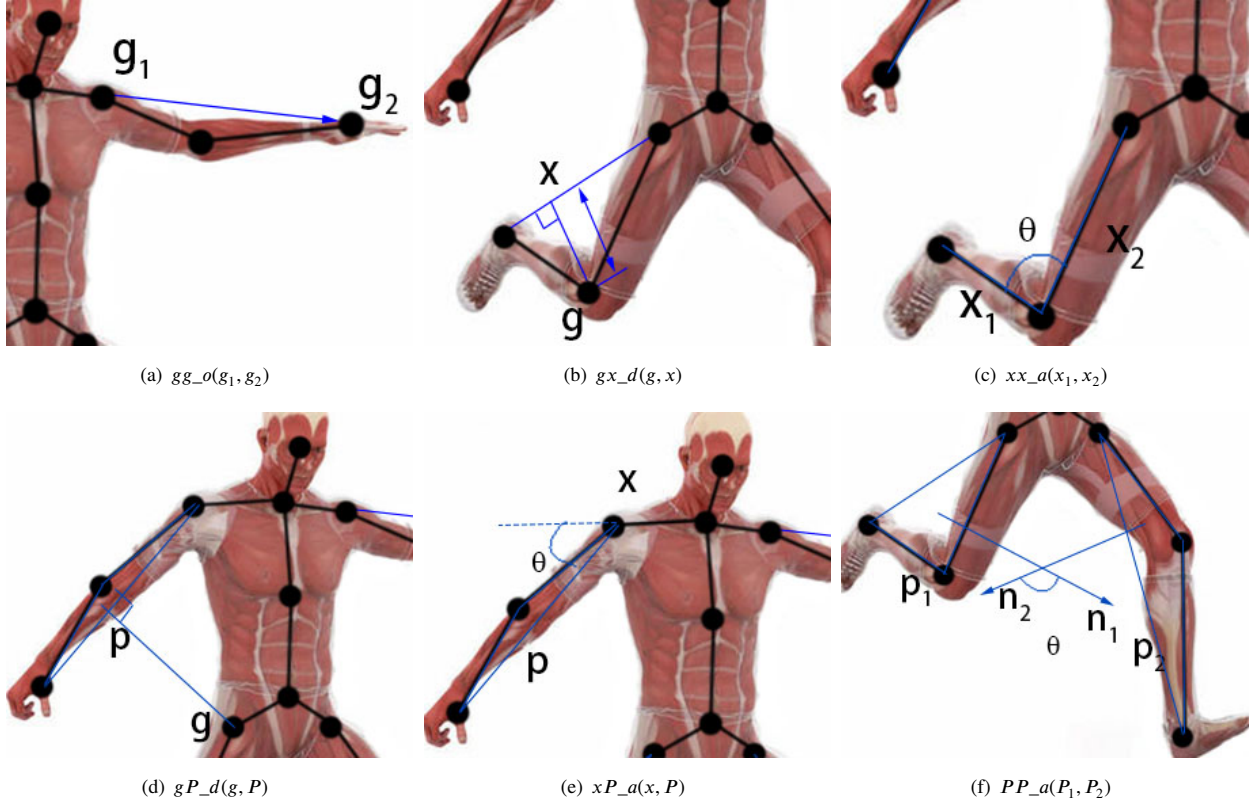 g1
g2
x
g
θ
x2
x1
(a) gg_o(g1, g2)
(b) gx_d(g, x)
(c) xx_a(x1, x2)
p
g
x
θ
p
p1
n2
n1
θ
p2
(d) gP_d(g, P)
(e) xP_a(x, P)
(f) PP_a(P1, P2)